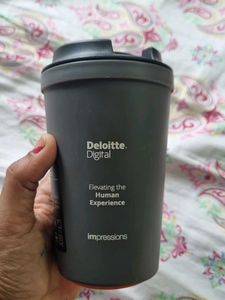 Deloitte.
Digital
Elevating the
Human
Experience
impressions